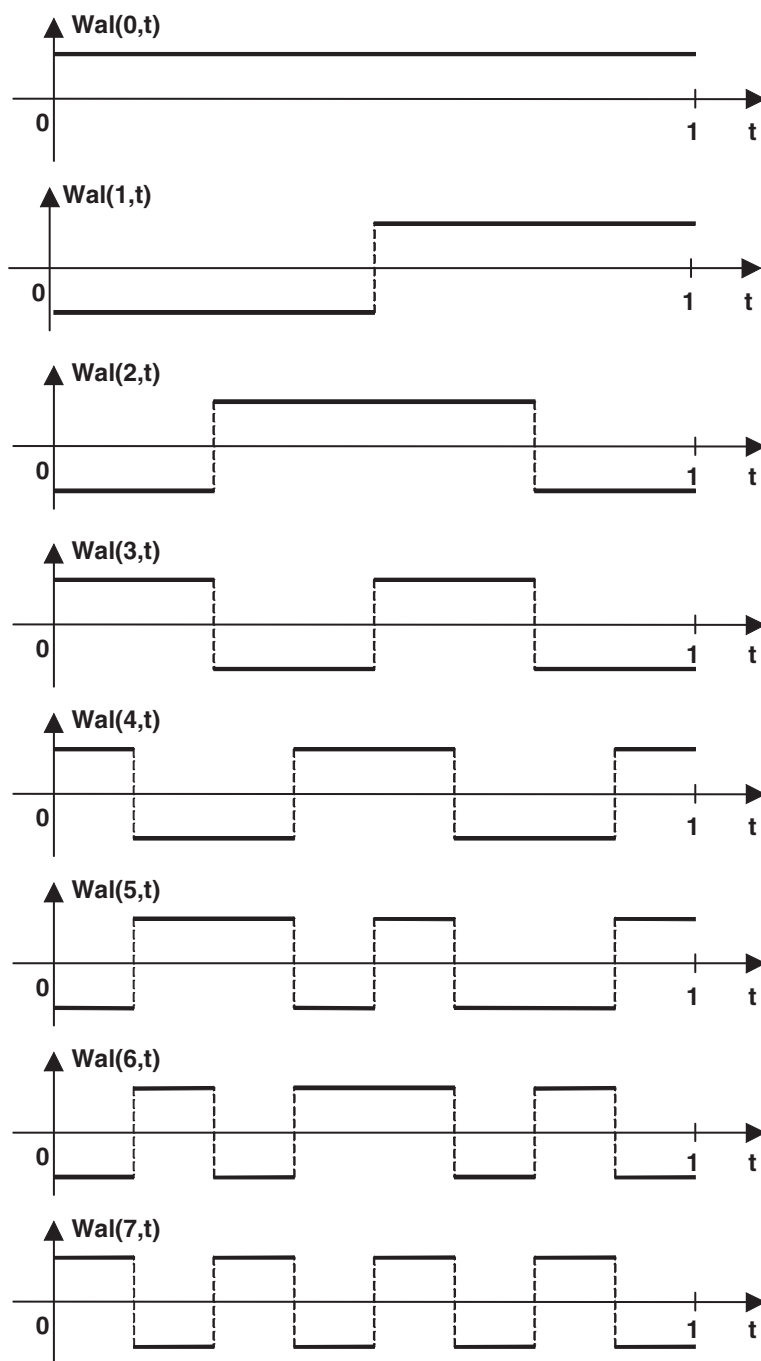 Wal(0,t)
0 1 t
Wal(1,t)
0 1 t
Wal(2,t)
0 1 t
Wal(3,t)
0 1 t
Wal(4,t)
0 1 t
Wal(5,t)
0 1 t
Wal(6,t)
0 1 t
Wal(7,t)
0 1 t